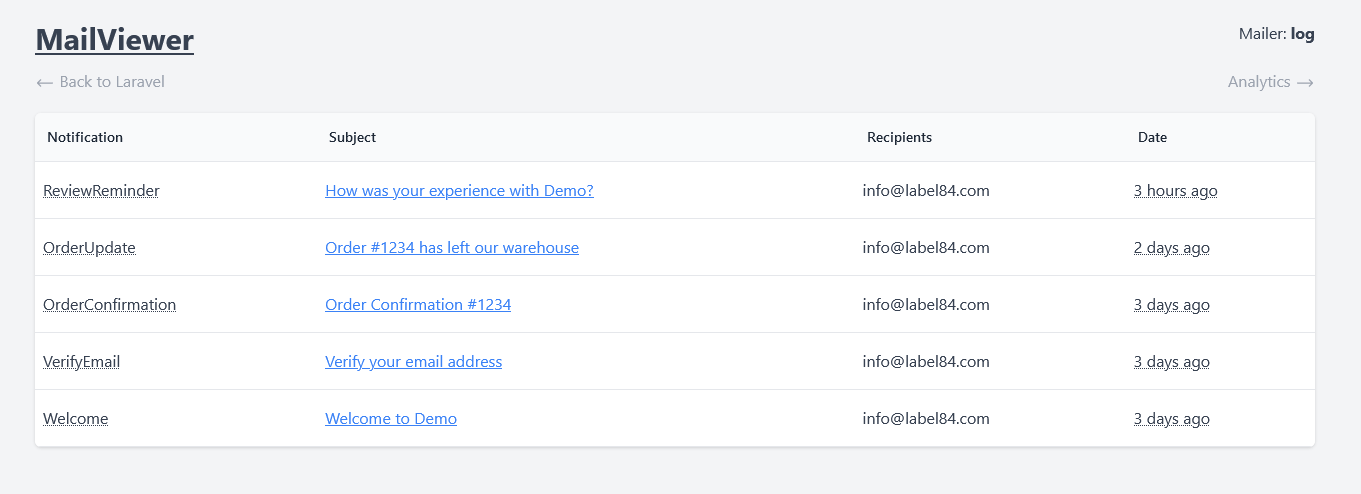 MailViewer
Mailer: log
← Back to Laravel
Analytics →
Notification Subject Recipients Date
ReviewReminder How was your experience with Demo? info@label84.com 3 hours ago
OrderUpdate Order #1234 has left our warehouse info@label84.com 2 days ago
OrderConfirmation Order Confirmation #1234 info@label84.com 3 days ago
VerifyEmail Verify your email address info@label84.com 3 days ago
Welcome Welcome to Demo info@label84.com 3 days ago